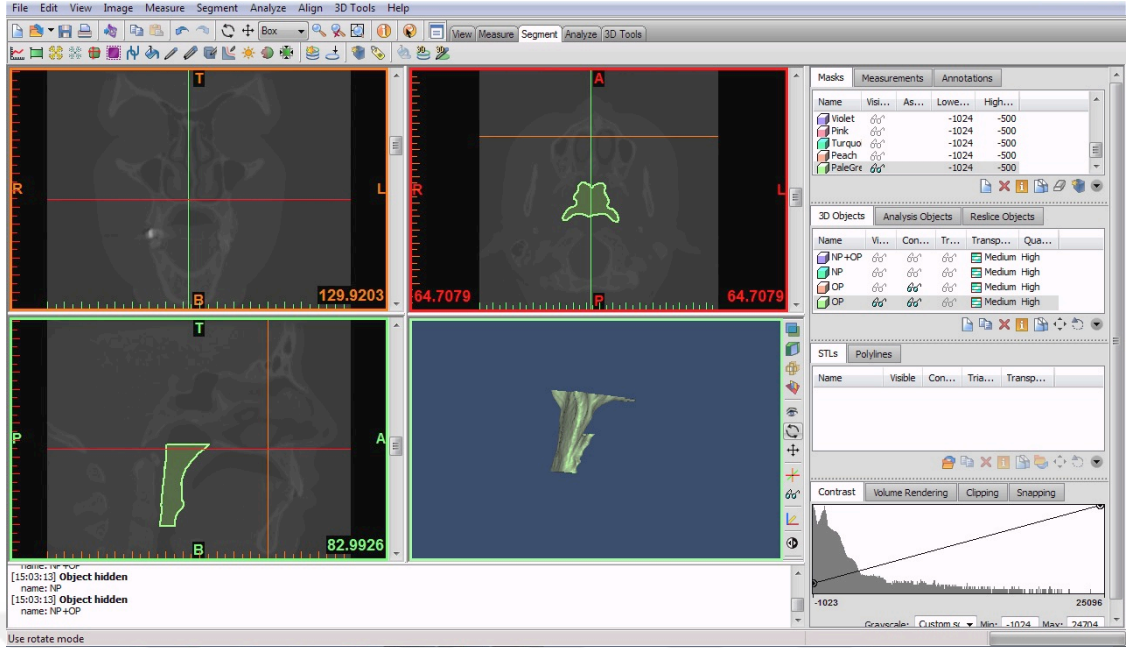 File Edit View Image Measure Segment Analyze Align 3D Tools Help
Box View Measure Segment Analyze 3D Tools
T
R
L
B
129.9203
A
R
L
P
64.7079
64.7079
T
P
A
B
82.9926
name: NP+OP
[15:03:13] Object hidden
name: NP
[15:03:13] Object hidden
name: NP+OP
Use rotate mode
Masks Measurements Annotations
Name Visi... As... Lowe... High...
Violet -1024 -500
Pink -1024 -500
Turquo -1024 -500
Peach -1024 -500
PaleGre -1024 -500
3D Objects Analysis Objects Reslice Objects
Name Vi... Con... Tr... Transp... Qua...
NP+OP Medium High
NP Medium High
OP Medium High
OP Medium High
STLs Polylines
Name Visible Con... Tria... Transp...
Contrast Volume Rendering Clipping Snapping
-1023 25096
Grayscale: Custom sc Min: -1024 Max: 24704